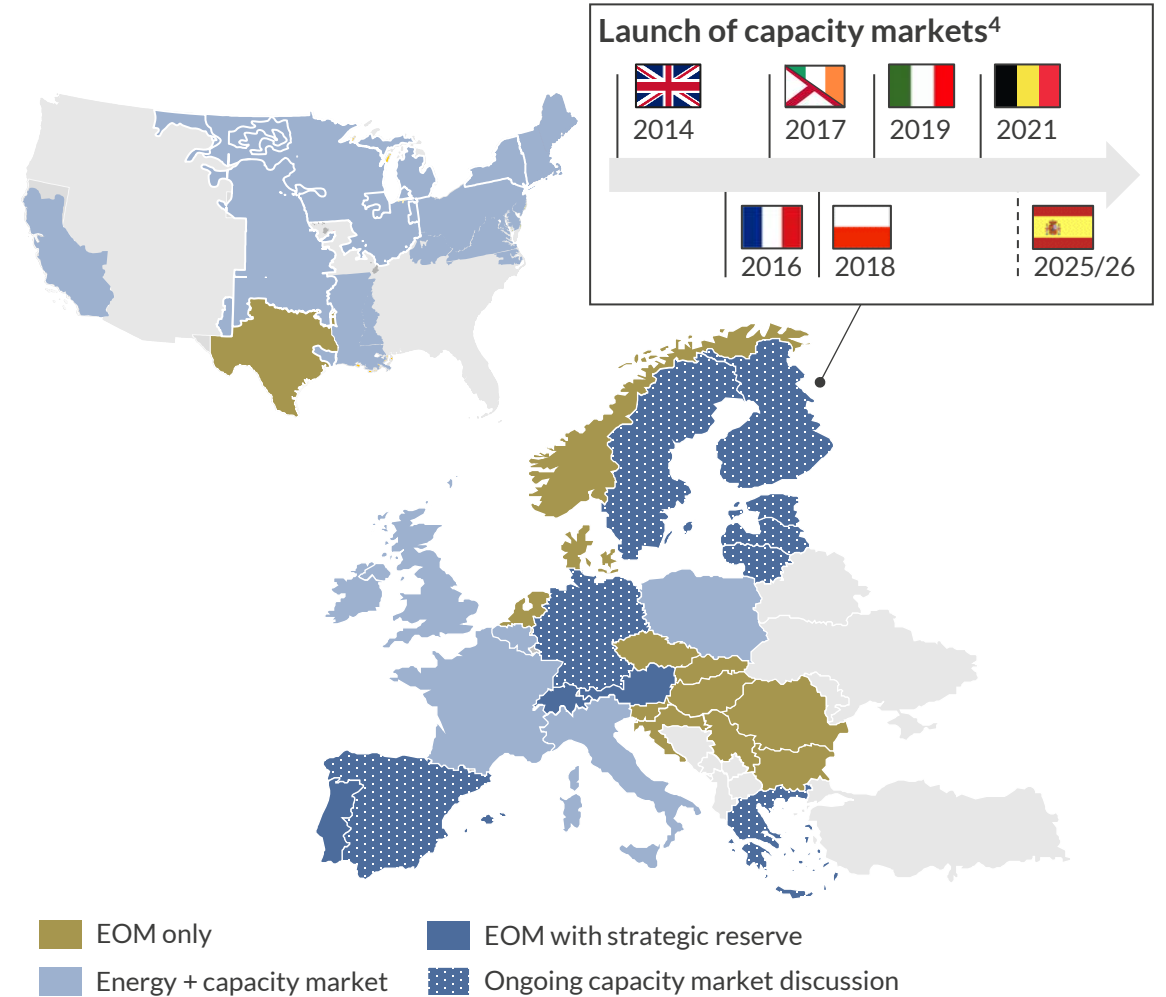 Launch of capacity markets⁴
2014
2017
2019
2021
2016
2018
2025/26
EOM only
EOM with strategic reserve
Energy + capacity market
Ongoing capacity market discussion